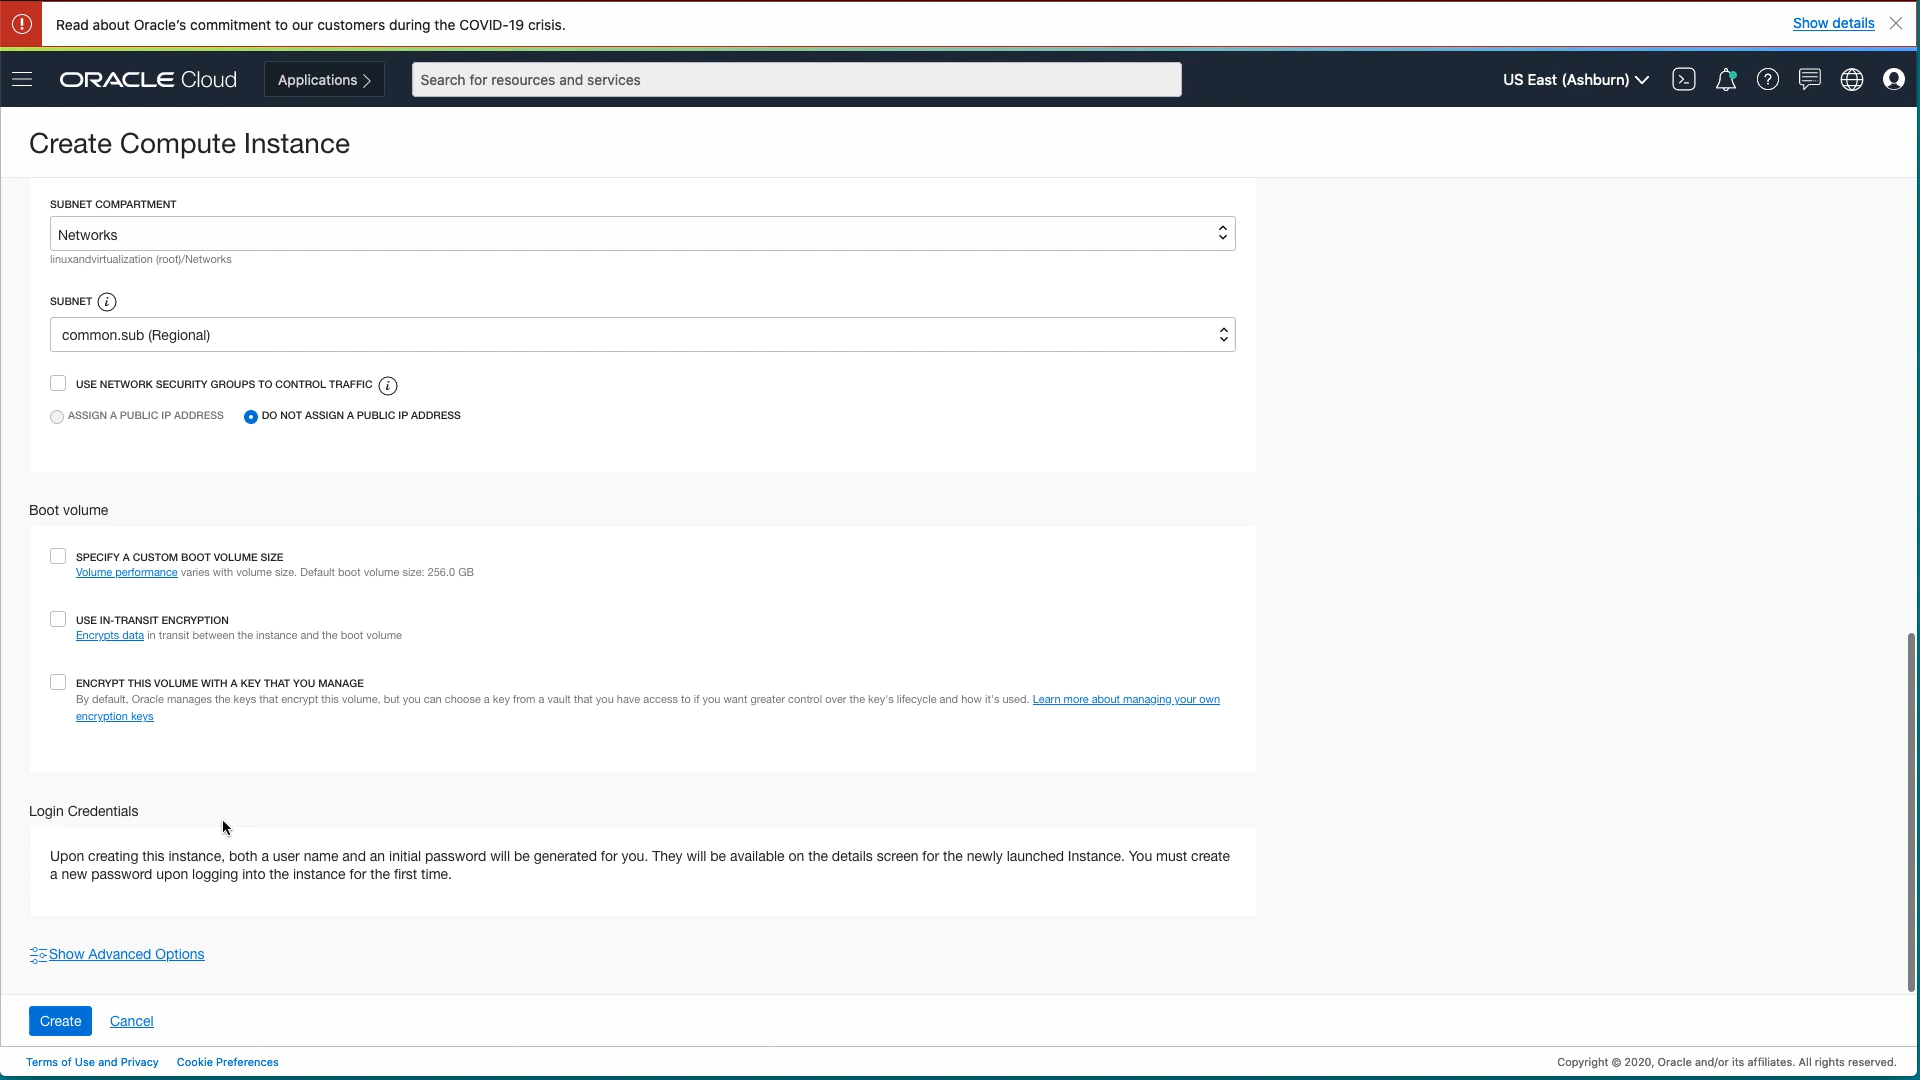 Read about Oracle's commitment to our customers during the COVID-19 crisis.
Show details
ORACLE Cloud
Applications
Search for resources and services
US East (Ashburn)
Create Compute Instance
SUBNET COMPARTMENT
Networks
linuxandvirtualization (root)/Networks
SUBNET
common.sub (Regional)
USE NETWORK SECURITY GROUPS TO CONTROL TRAFFIC
ASSIGN A PUBLIC IP ADDRESS
DO NOT ASSIGN A PUBLIC IP ADDRESS
Boot volume
SPECIFY A CUSTOM BOOT VOLUME SIZE
Volume performance varies with volume size. Default boot volume size: 256.0 GB
USE IN-TRANSIT ENCRYPTION
Encrypts data in transit between the instance and the boot volume
ENCRYPT THIS VOLUME WITH A KEY THAT YOU MANAGE
By default, Oracle manages the keys that encrypt this volume, but you can choose a key from a vault that you have access to if you want greater control over the key's lifecycle and how it's used. Learn more about managing your own
encryption keys
Login Credentials
Upon creating this instance, both a user name and an initial password will be generated for you. They will be available on the details screen for the newly launched Instance. You must create
a new password upon logging into the instance for the first time.
Show Advanced Options
Create
Cancel
Terms of Use and Privacy
Cookie Preferences
Copyright © 2020, Oracle and/or its affiliates. All rights reserved.